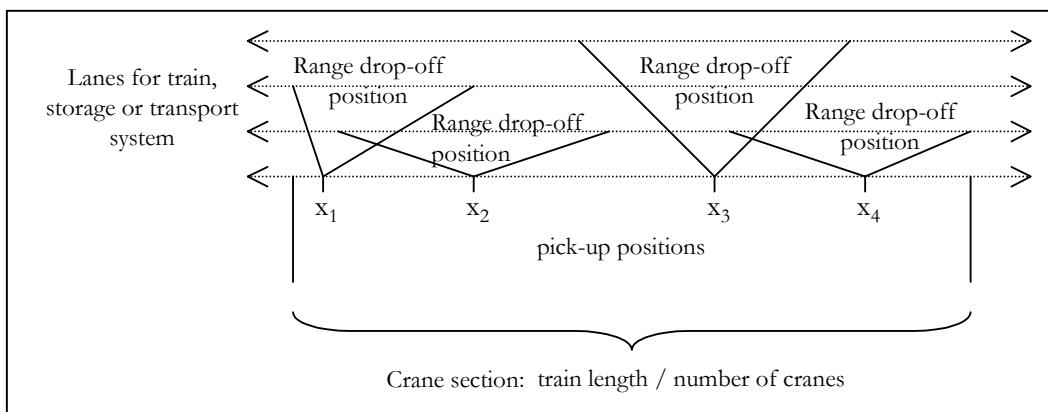 Lanes for train,
storage or transport
system
Range drop-off
position
Range drop-off
position
Range drop-off
position
Range drop-off
position
x₁
x₂
x₃
x₄
pick-up positions
Crane section: train length / number of cranes